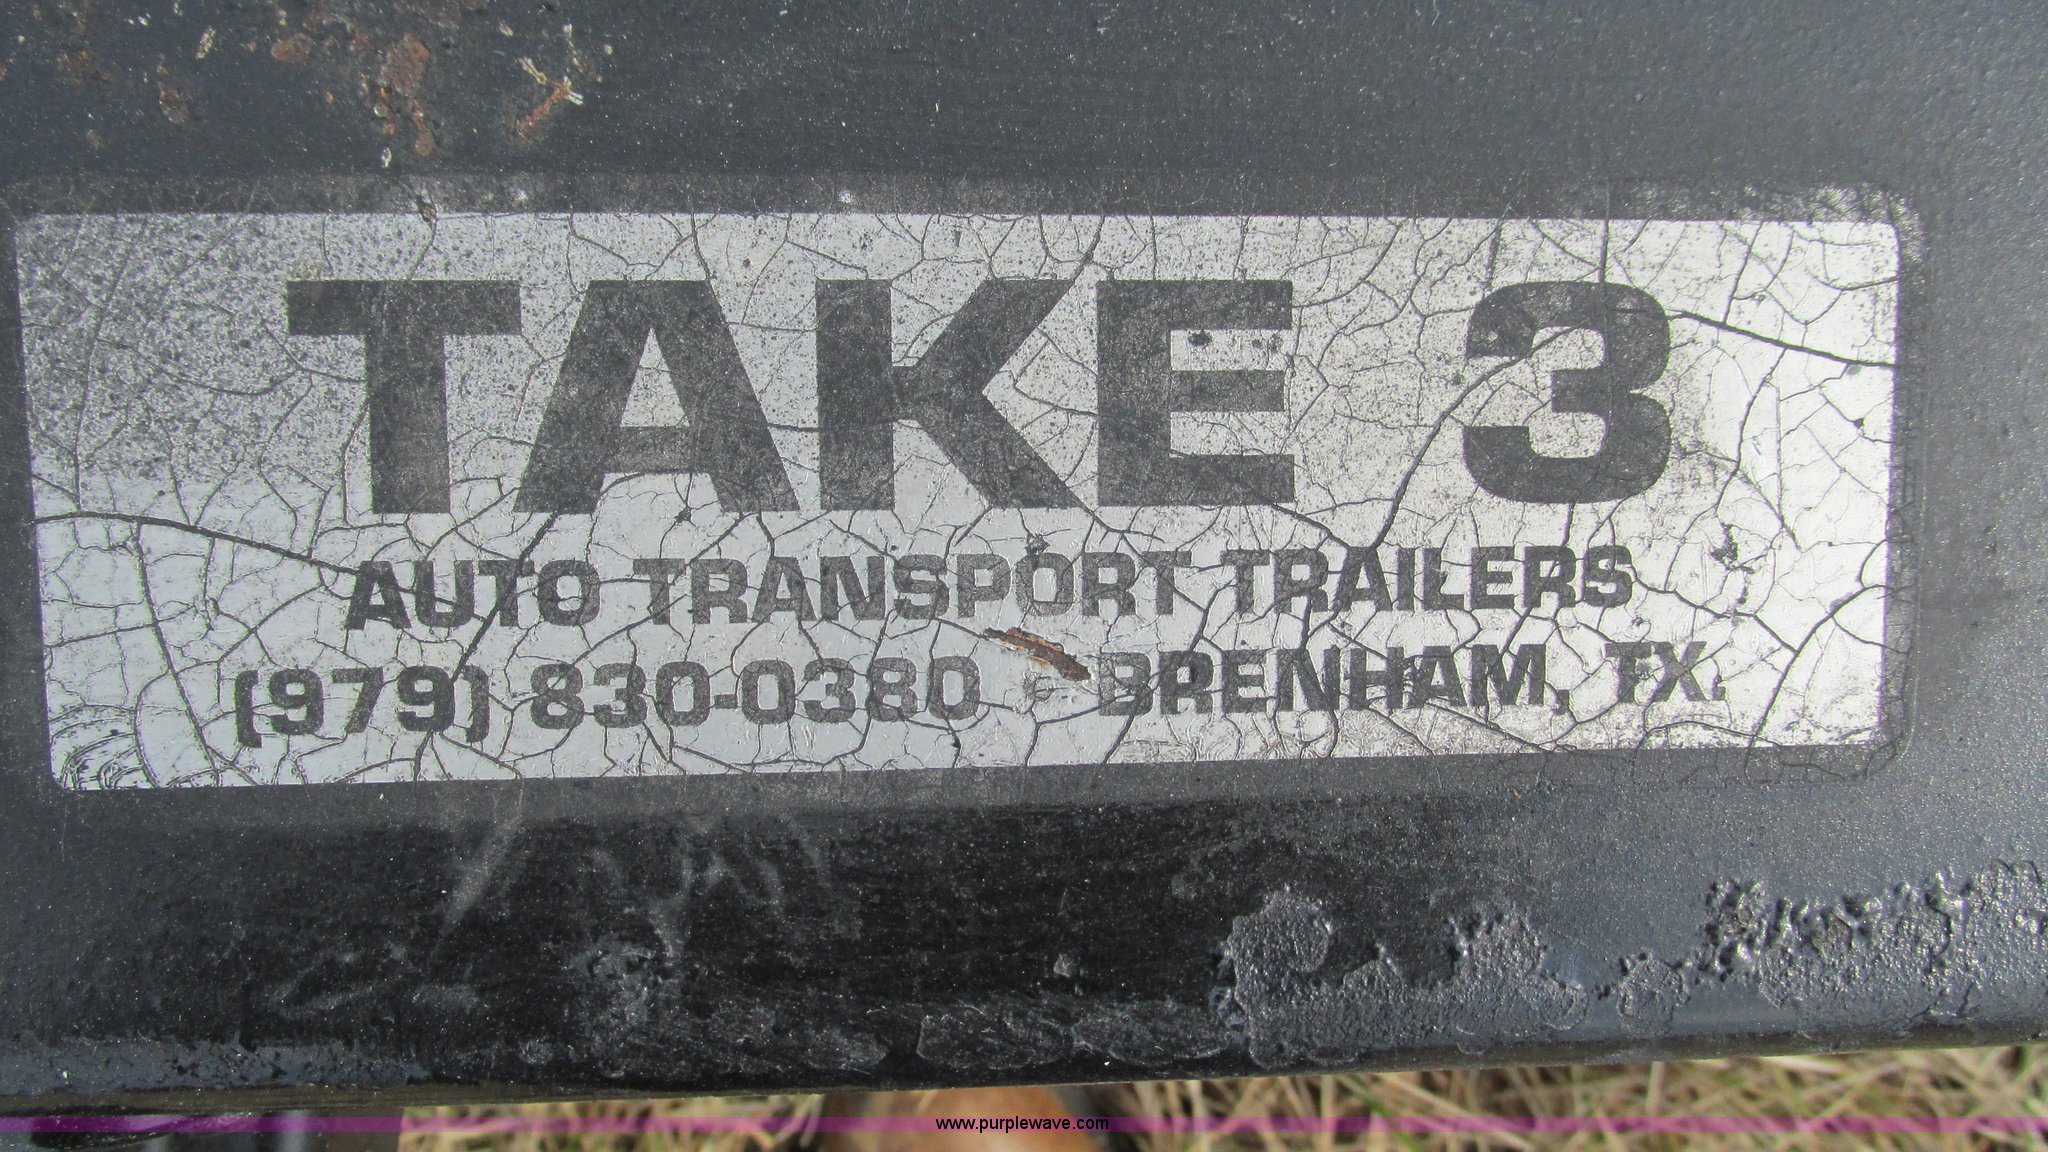 TAKE 3
AUTO TRANSPORT TRAILERS
(979) 830-0380 • BRENHAM, TX.
www.purplewave.com